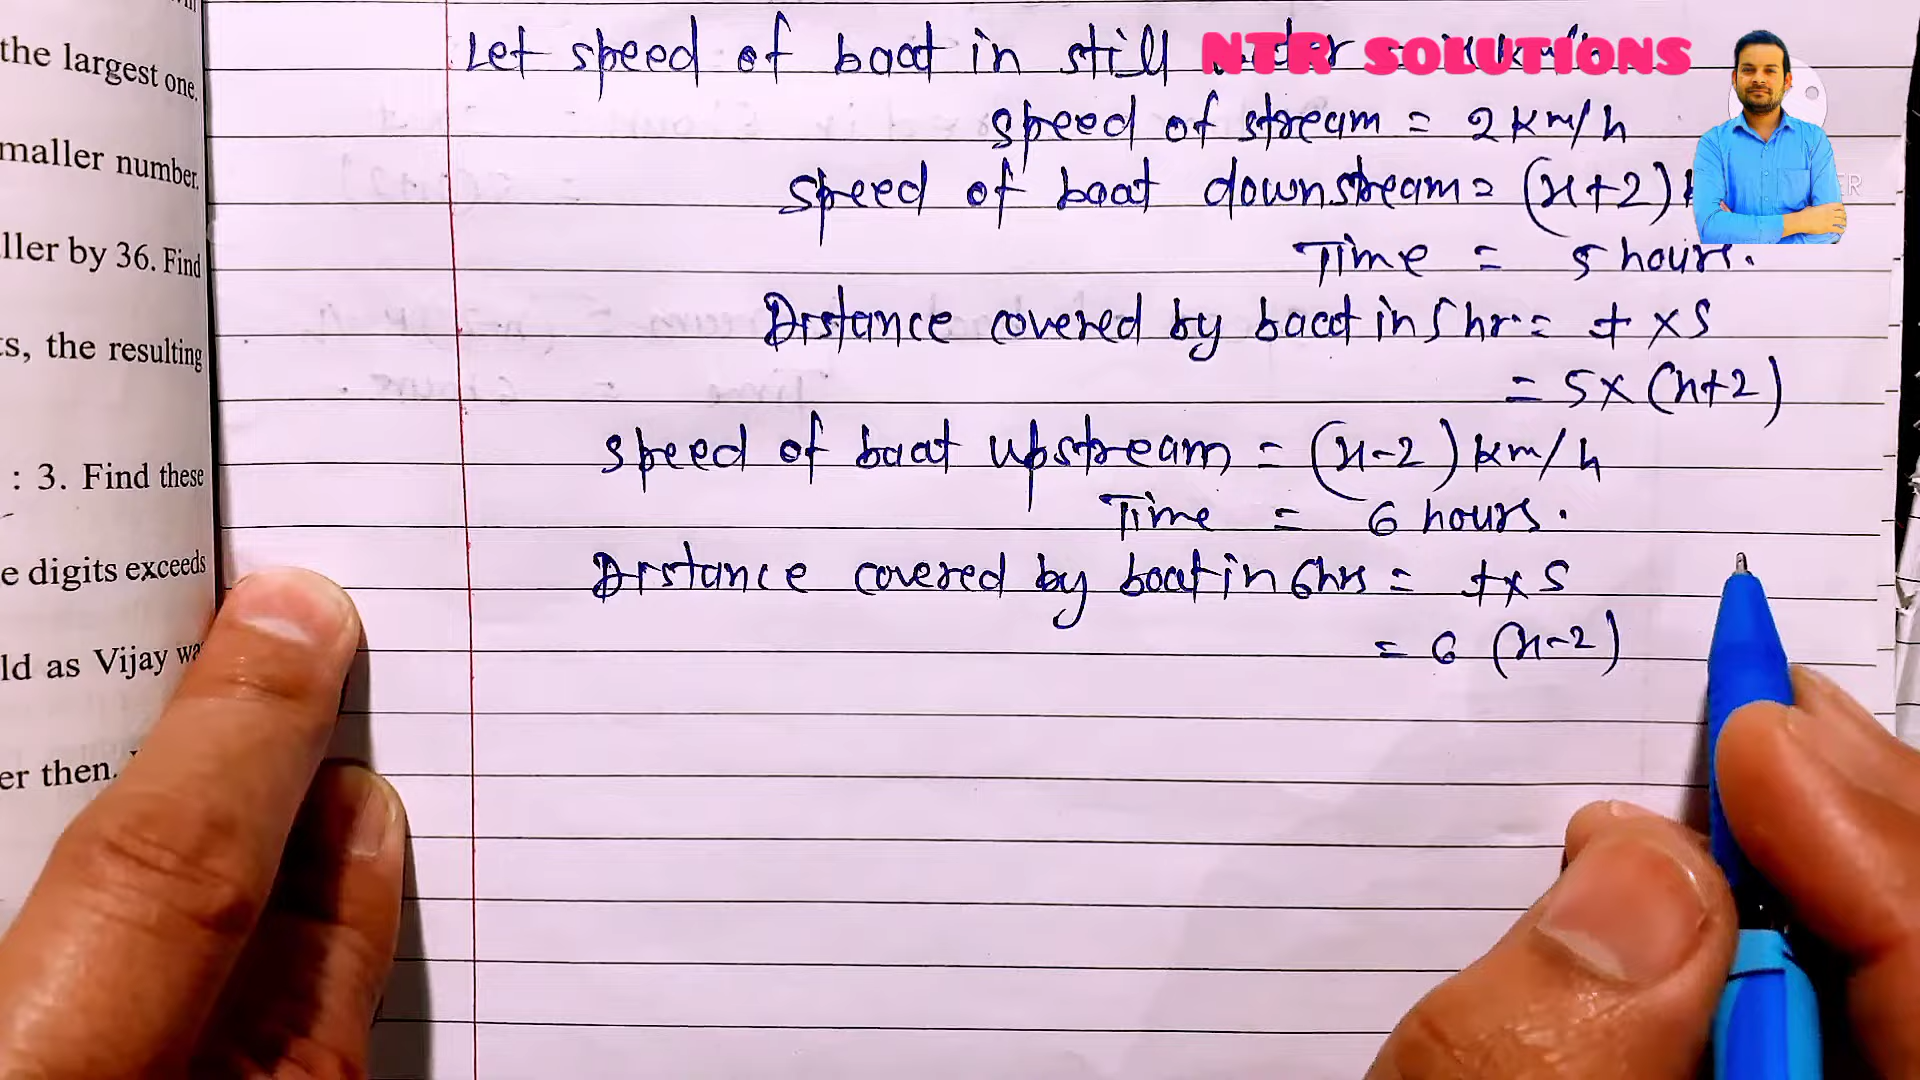 the largest one.
maller number.
ller by 36. Find
s, the resulting
: 3. Find these
e digits exceeds
ld as Vijay wa
er then.
NTR SOLUTIONS
Let speed of boat in still
speed of stream = 2 km/h
speed of boat downstream = (x+2)
Time = 5 hours.
Distance covered by boat in 5 hr. = t × S
= 5 × (x+2)
speed of boat upstream = (x-2) km/h
Time = 6 hours.
Distance covered by boat in 6 hrs = t × S
= 6 (x-2)